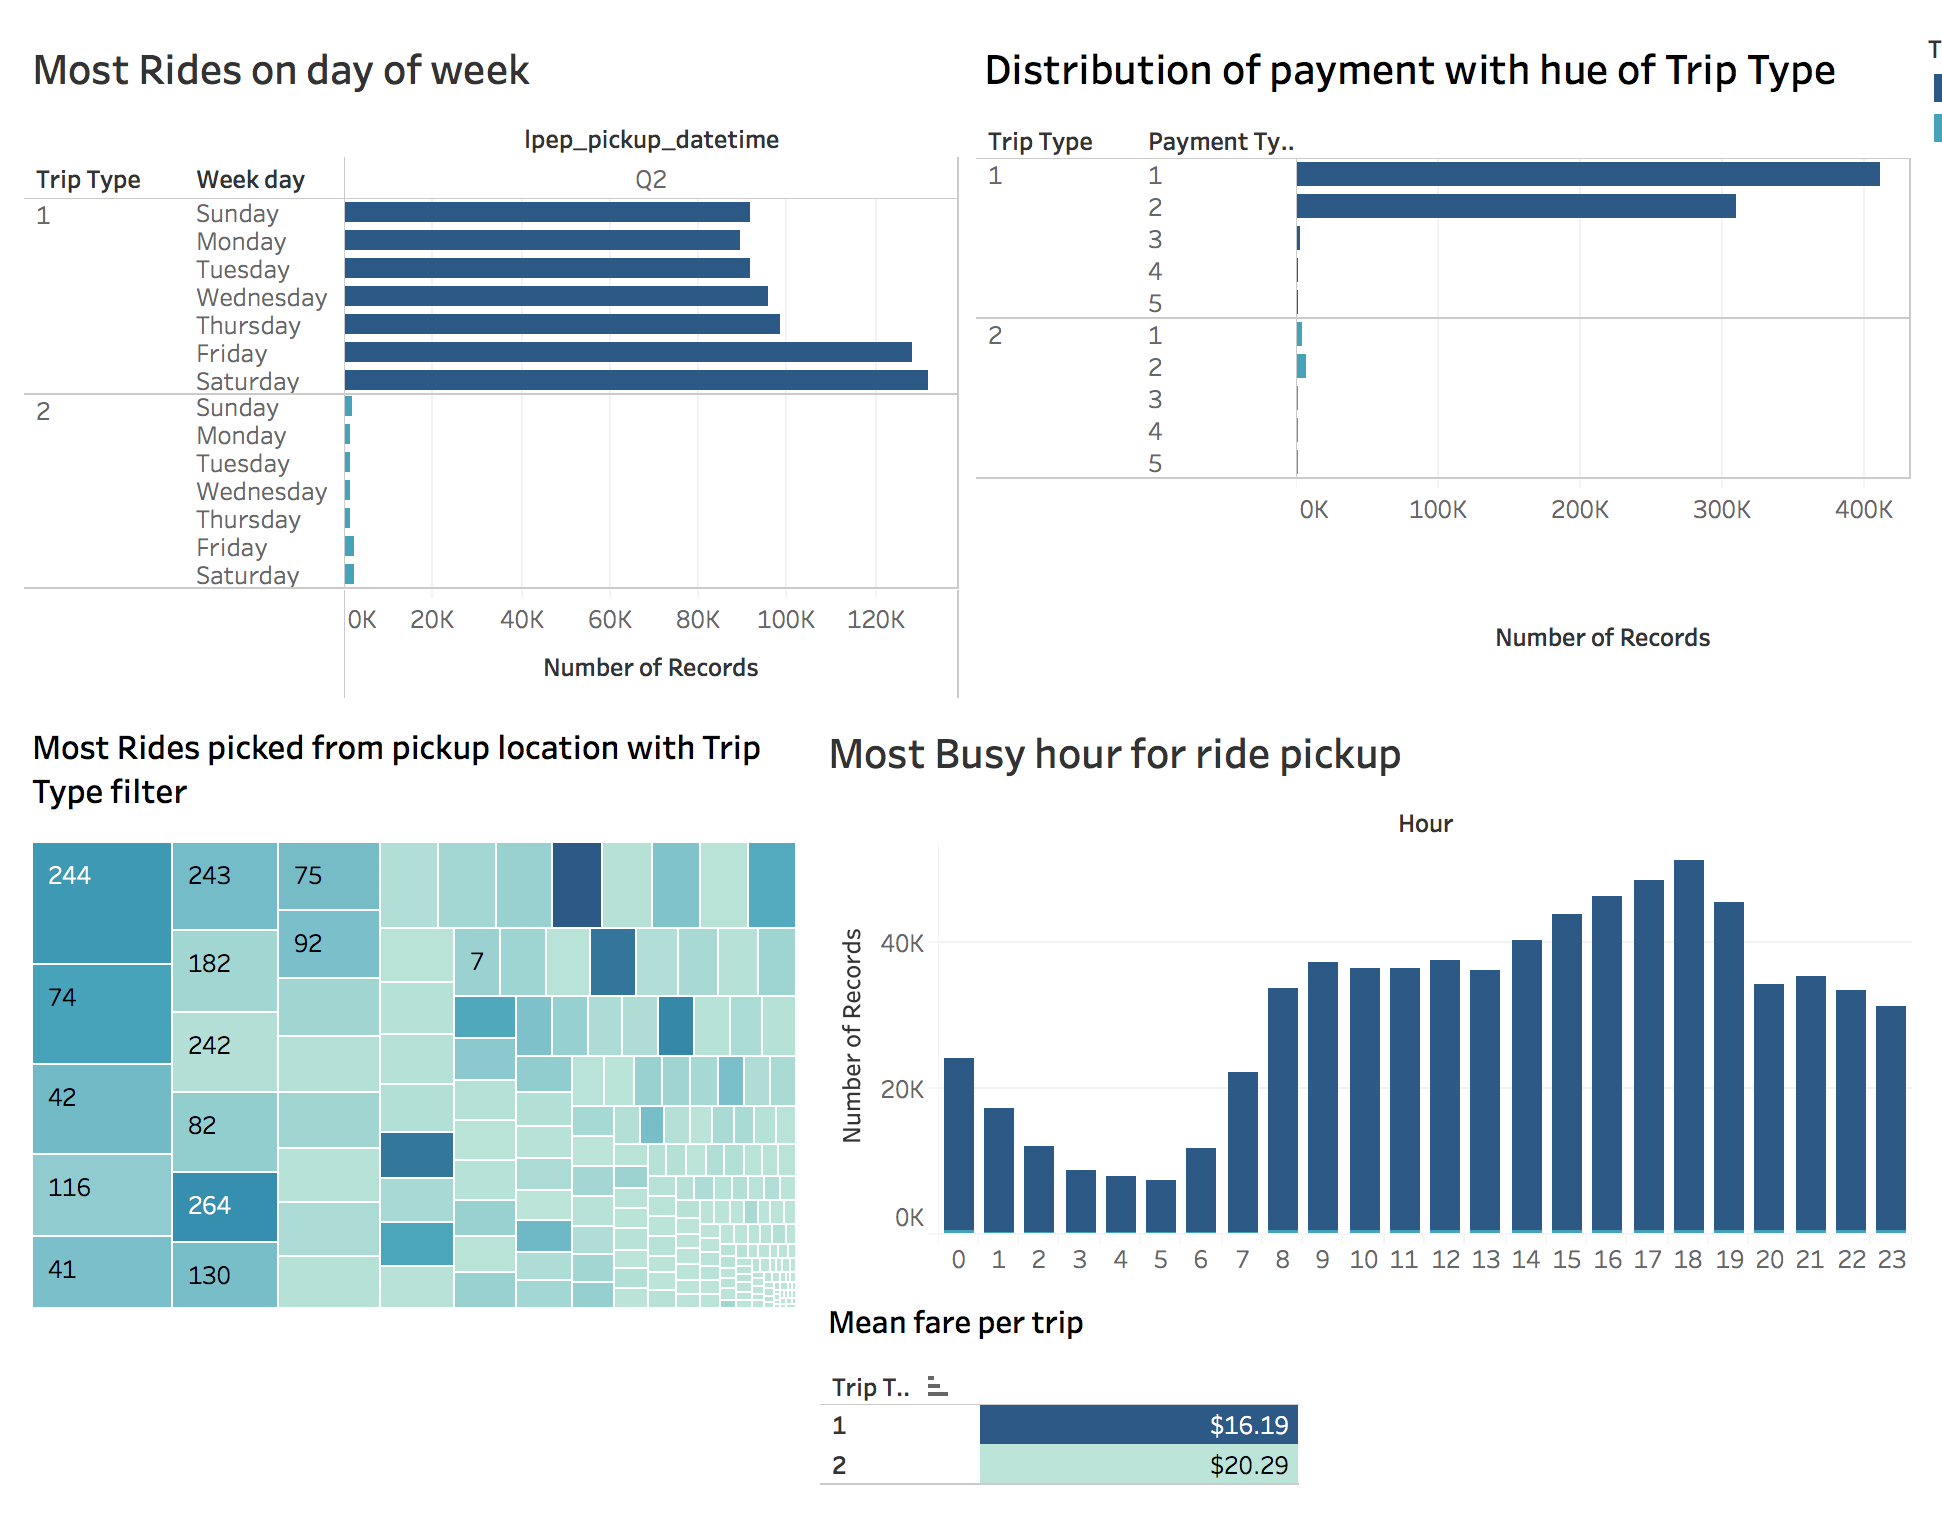 Most Rides on day of week
lpep_pickup_datetime
Trip Type Week day Q2
1 Sunday
Monday
Tuesday
Wednesday
Thursday
Friday
Saturday
2 Sunday
Monday
Tuesday
Wednesday
Thursday
Friday
Saturday
0K 20K 40K 60K 80K 100K 120K
Number of Records
Distribution of payment with hue of Trip Type
T
Trip Type Payment Ty..
1 1
2
3
4
5
2 1
2
3
4
5
0K 100K 200K 300K 400K
Number of Records
Most Rides picked from pickup location with Trip
Type filter
244
74
42
116
41
243
182
242
82
264
130
75
92
7
Most Busy hour for ride pickup
Hour
Number of Records
40K
20K
0K
0 1 2 3 4 5 6 7 8 9 10 11 12 13 14 15 16 17 18 19 20 21 22 23
Mean fare per trip
Trip T..
1 $16.19
2 $20.29